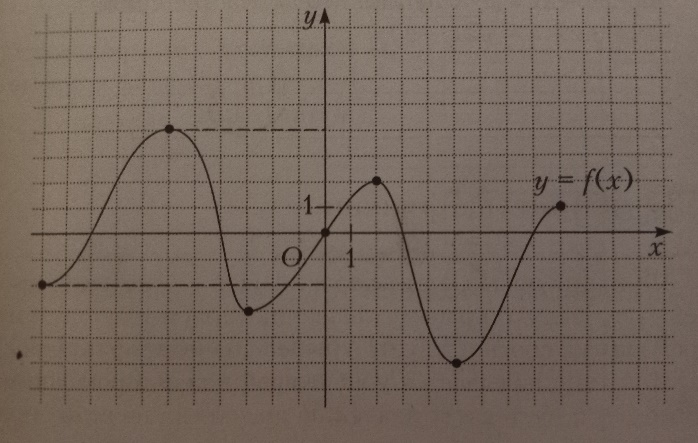 y
y = f(x)
1
O
1
x